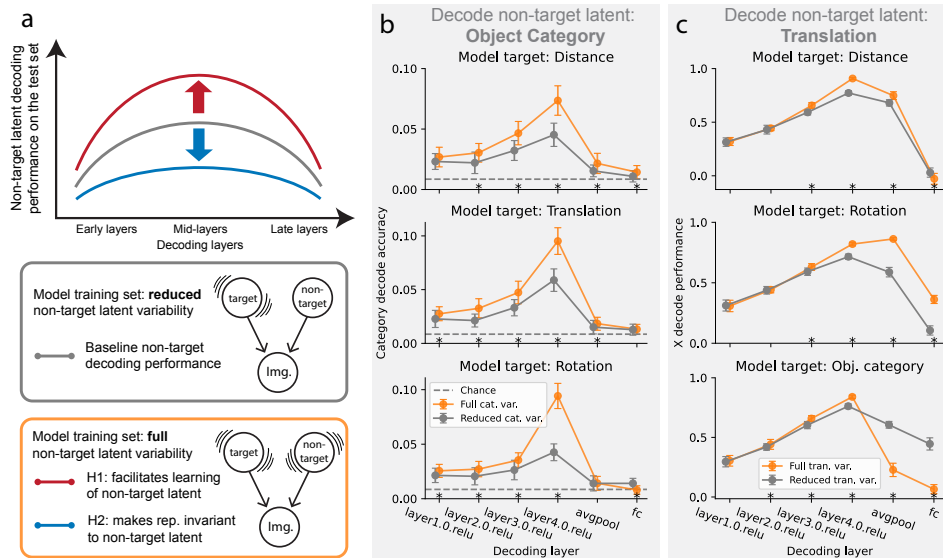 a
Non-target latent decoding
performance on the test set
Early layers
Mid-layers
Late layers
Decoding layers
Model training set: reduced
non-target latent variability
Baseline non-target
decoding performance
target
non-
target
Img.
Model training set: full
non-target latent variability
H1: facilitates learning
of non-target latent
H2: makes rep. invariant
to non-target latent
target
non-
target
Img.
b
Decode non-target latent:
Object Category
Category decode accuracy
Model target: Distance
0.10
0.05
0.00
* * * * *
Model target: Translation
0.10
0.05
0.00
* * * * *
Model target: Rotation
0.10
0.05
0.00
Chance
Full cat. var.
Reduced cat. var.
* * * * * *
layer1.0.relu
layer2.0.relu
layer3.0.relu
layer4.0.relu
avgpool
fc
Decoding layer
c
Decode non-target latent:
Translation
X decode performance
Model target: Distance
1.0
0.5
0.0
* * * *
Model target: Rotation
1.0
0.5
0.0
* * * *
Model target: Obj. category
1.0
0.5
0.0
Full tran, var.
Reduced tran, var.
* * * * *
layer1.0.relu
layer2.0.relu
layer3.0.relu
layer4.0.relu
avgpool
fc
Decoding layer